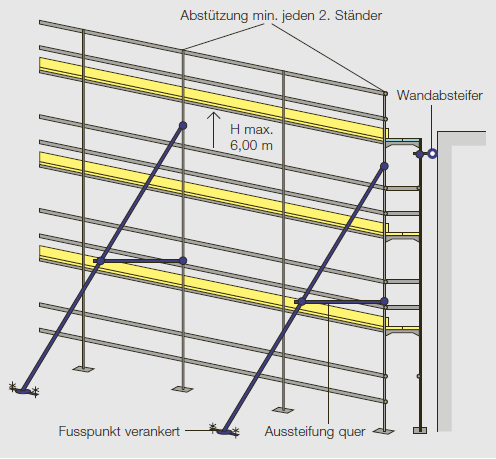 Abstützung min. jeden 2. Ständer
Wandabsteifer
H max.
6,00 m
Fusspunkt verankert
Aussteifung quer